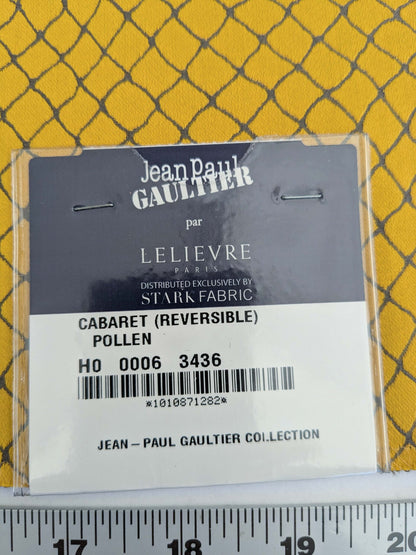 Jean Paul
GAULTIER
par
LELIEVRE
PARIS
DISTRIBUTED EXCLUSIVELY BY
STARK FABRIC
CABARET (REVERSIBLE)
POLLEN
H0 0006 3436
*1010871282*
JEAN-PAUL GAULTIER COLLECTION
17 18 19 20